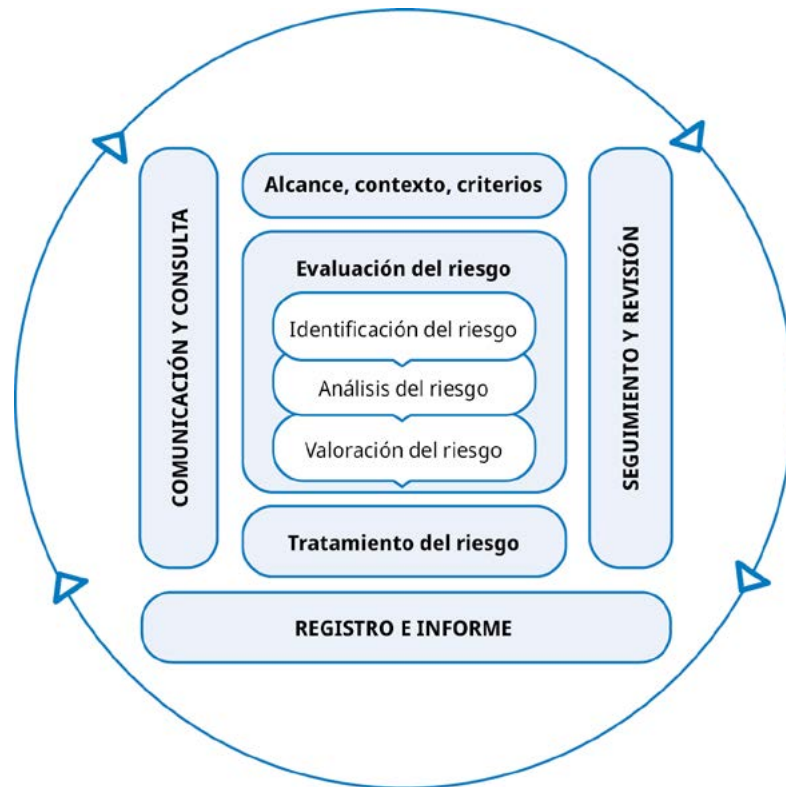 Alcance, contexto, criterios
COMUNICACIÓN Y CONSULTA
Evaluación del riesgo
Identificación del riesgo
Análisis del riesgo
Valoración del riesgo
SEGUIMIENTO Y REVISIÓN
Tratamiento del riesgo
REGISTRO E INFORME